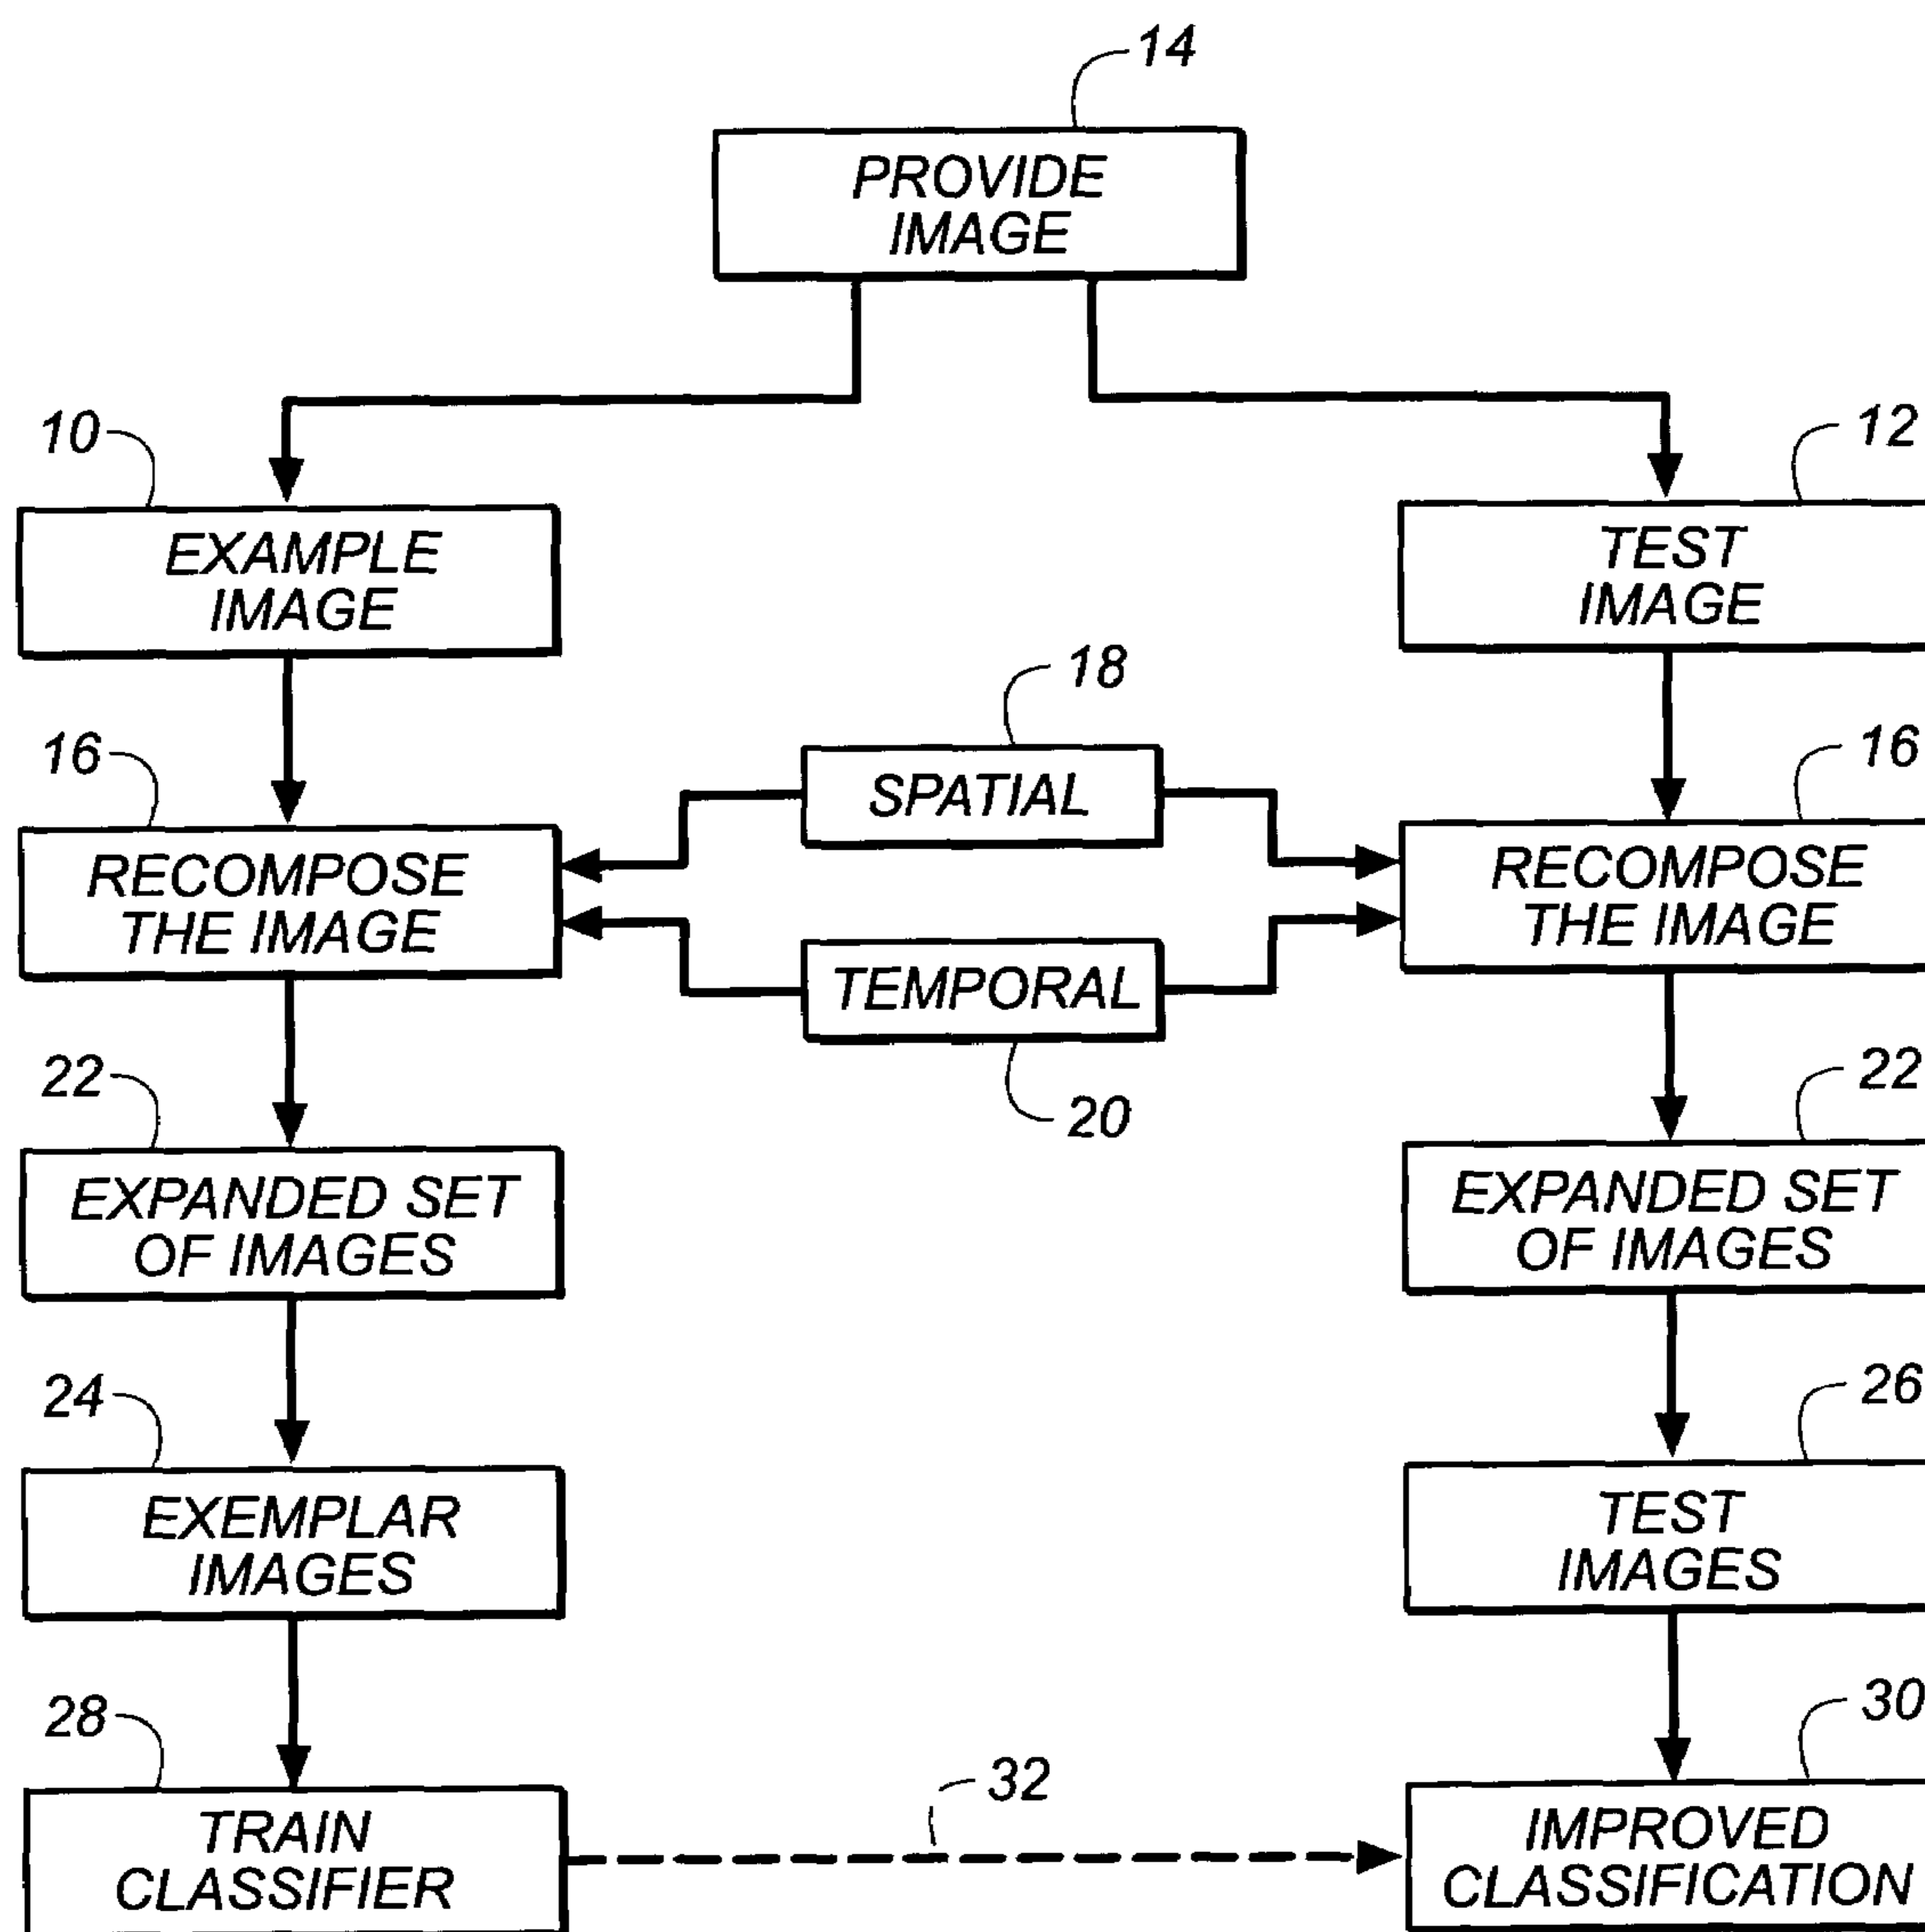 14
PROVIDE
IMAGE
10
12
EXAMPLE
IMAGE
TEST
IMAGE
18
16
16
SPATIAL
RECOMPOSE
THE IMAGE
RECOMPOSE
THE IMAGE
TEMPORAL
22
20
22
EXPANDED SET
OF IMAGES
EXPANDED SET
OF IMAGES
24
26
EXEMPLAR
IMAGES
TEST
IMAGES
28
32
30
TRAIN
CLASSIFIER
IMPROVED
CLASSIFICATION